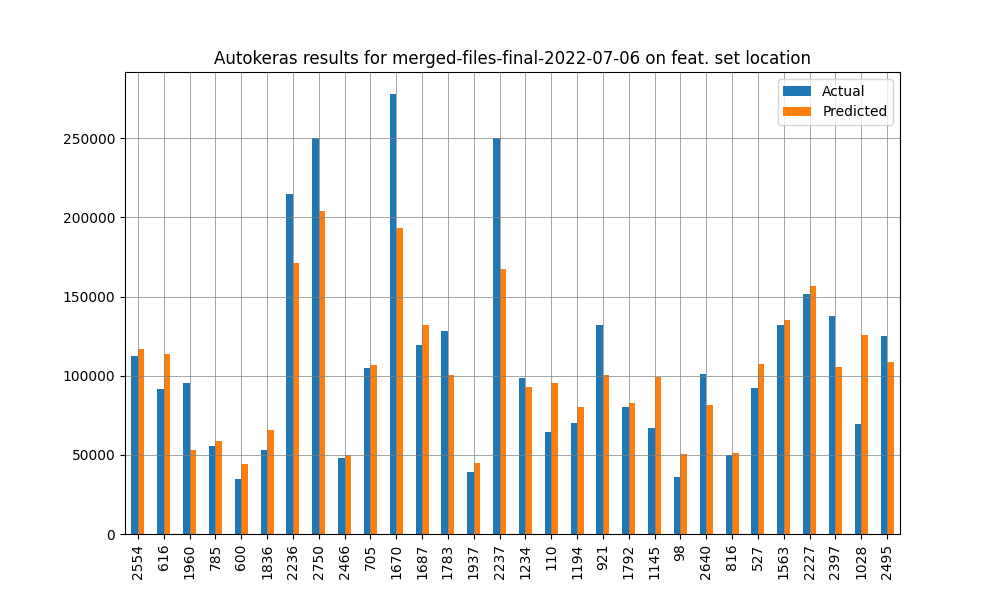 Autokeras results for merged-files-final-2022-07-06 on feat. set location
Actual
Predicted
250000
200000
150000
100000
50000
0
2554 616 1960 785 600 1836 2236 2750 2466 705 1670 1687 1783 1937 2237 1234 110 1194 921 1792 1145 98 2640 816 527 1563 2227 2397 1028 2495